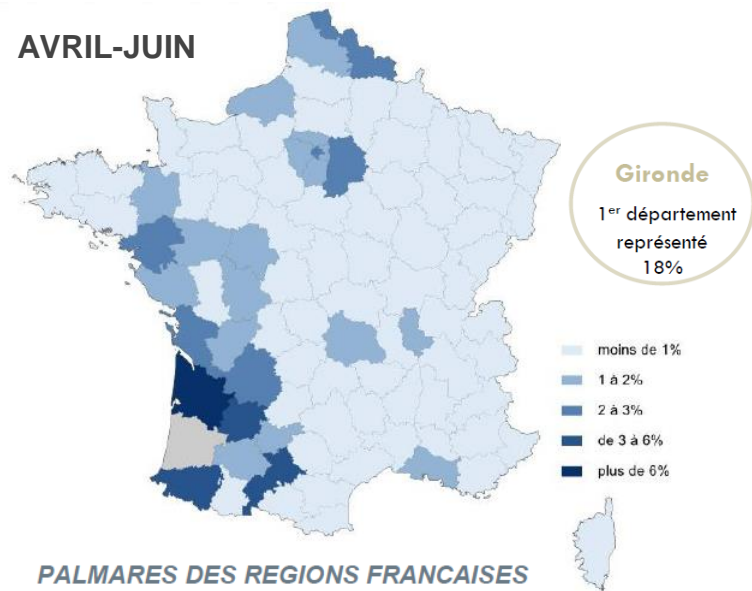 AVRIL-JUIN
Gironde
1er département
représenté
18%
moins de 1%
1 à 2%
2 à 3%
de 3 à 6%
plus de 6%
PALMARES DES REGIONS FRANCAISES